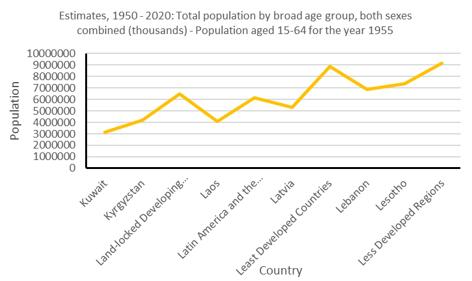 Estimates, 1950 - 2020: Total population by broad age group, both sexes
combined (thousands) - Population aged 15-64 for the year 1955
Population
10000000
9000000
8000000
7000000
6000000
5000000
4000000
3000000
2000000
1000000
0
Kuwait
Kyrgyzstan
Land-locked Developing...
Laos
Latin America and the...
Latvia
Least Developed Countries
Lebanon
Lesotho
Less Developed Regions
Country